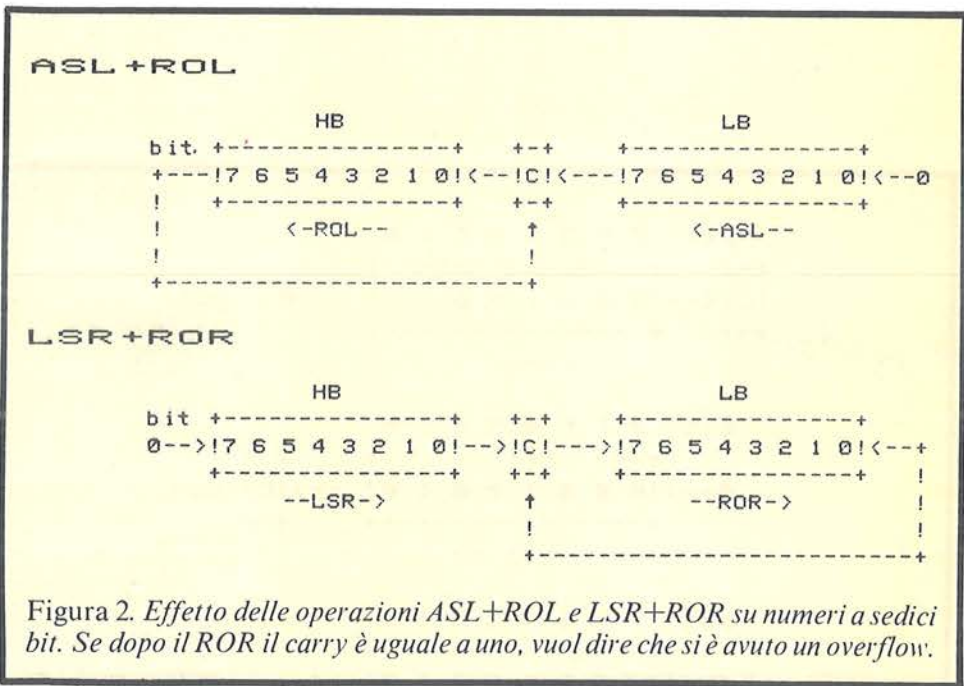 ASL+ROL
HB LB
bit. +---------------+ +-+ +---------------+
+---!7 6 5 4 3 2 1 0!<--!C!<---!7 6 5 4 3 2 1 0!<--0
! +---------------+ +-+ +---------------+
! <-ROL-- ↑ <-ASL--
! !
+------------------------+
LSR+ROR
HB LB
bit +---------------+ +-+ +---------------+
0-->!7 6 5 4 3 2 1 0!-->!C!--->!7 6 5 4 3 2 1 0!<--+
+---------------+ +-+ +---------------+ !
--LSR-> ↑ --ROR-> !
! !
+-------------------------+
Figura 2. Effetto delle operazioni ASL+ROL e LSR+ROR su numeri a sedici
bit. Se dopo il ROR il carry è uguale a uno, vuol dire che si è avuto un overflow.